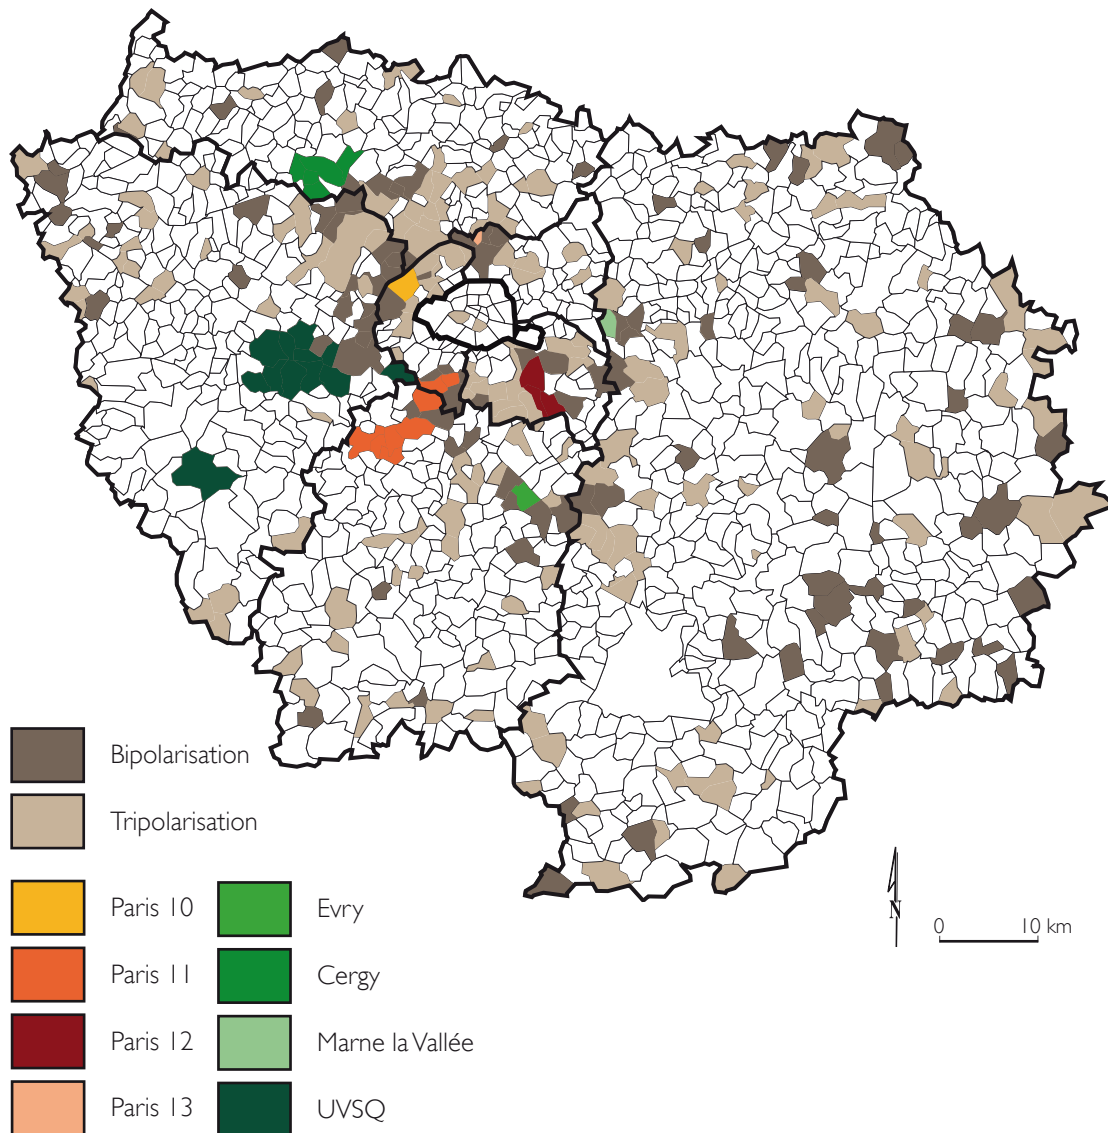 Bipolarisation
Tripolarisation
Paris 10
Paris 11
Paris 12
Paris 13
Evry
Cergy
Marne la Vallée
UVSQ
N
0 10 km